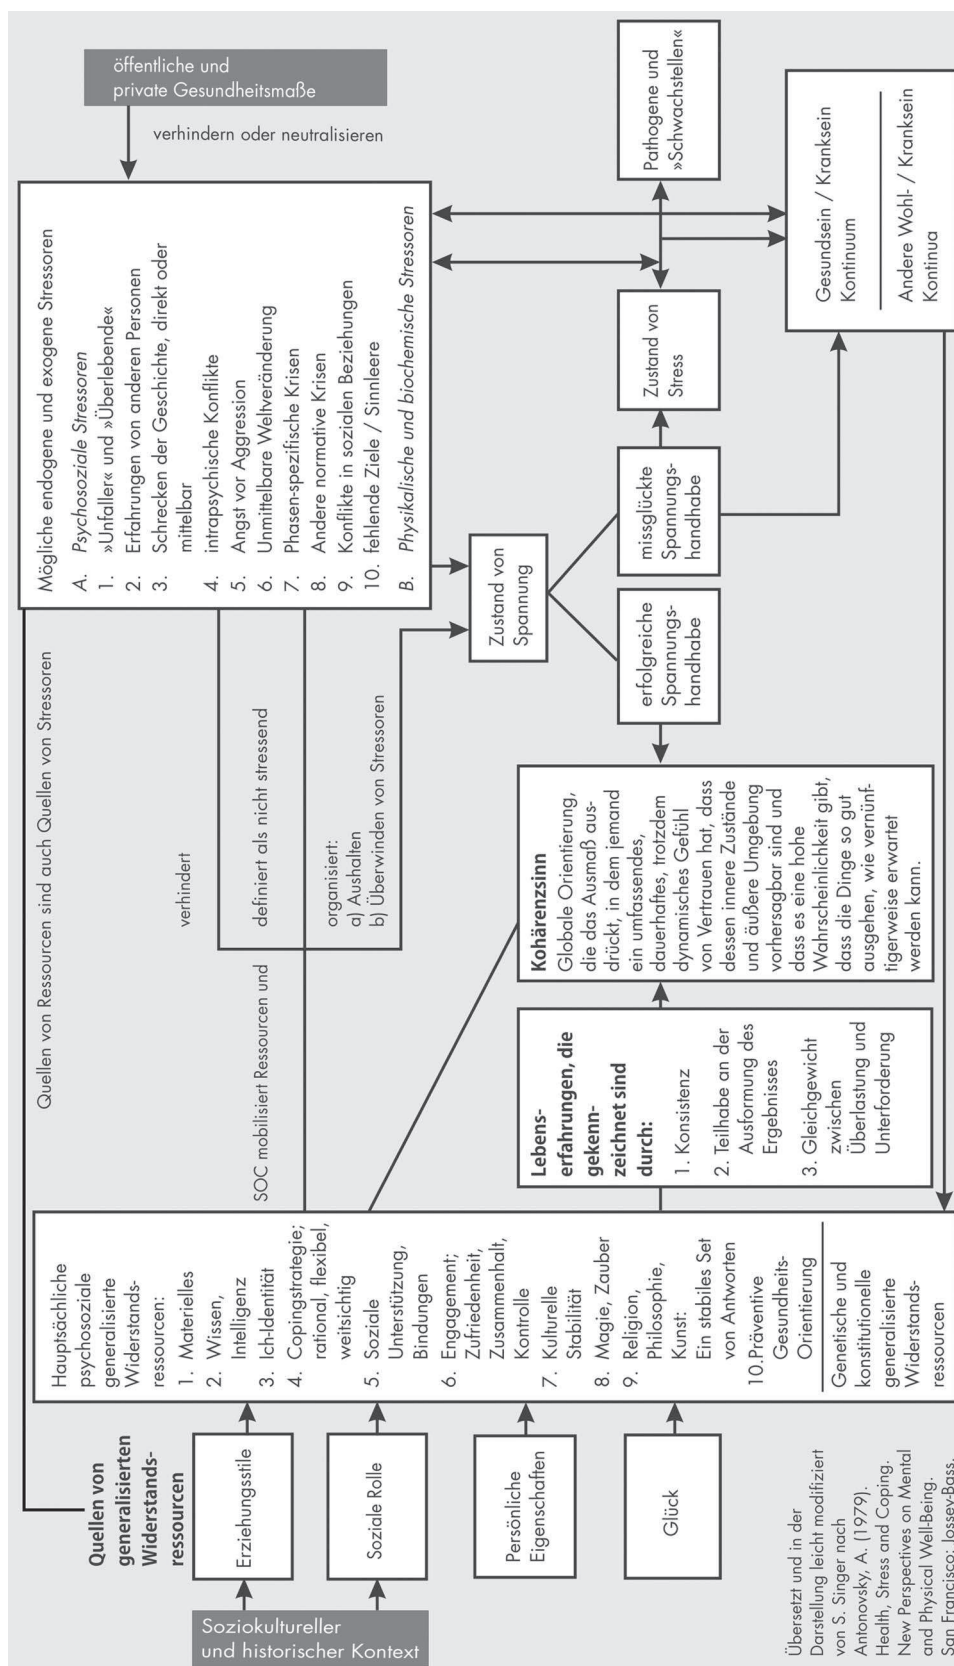 Quellen von
generalisierten
Widerstands-
ressourcen
Soziokultureller
und historischer Kontext
Erziehungsstile
Soziale Rolle
Persönliche
Eigenschaften
Glück
Übersetzt und in der
Darstellung leicht modifiziert
von S. Singer nach
Antonovsky, A. (1979).
Health, Stress and Coping.
New Perspectives on Mental
and Physical Well-Being.
San Francisco: Jossey-Bass.
Hauptsächliche
psychosoziale
generalisierte
Widerstands-
ressourcen:
1. Materielles
2. Wissen,
Intelligenz
3. Ich-Identität
4. Copingstrategie;
rational, flexibel,
weitsichtig
5. Soziale
Unterstützung,
Bindungen
6. Engagement;
Zufriedenheit,
Zusammenhalt,
Kontrolle
7. Kulturelle
Stabilität
8. Magie, Zauber
9. Religion,
Philosophie,
Kunst:
Ein stabiles Set
von Antworten
10.Präventive
Gesundheits-
Orientierung
Genetische und
konstitutionelle
generalisierte
Widerstands-
ressourcen
Quellen von Ressourcen sind auch Quellen von Stressoren
SOC mobilisiert Ressourcen und
verhindert
definiert als nicht stressend
organisiert:
a) Aushalten
b) Überwinden von Stressoren
Lebens-
erfahrungen, die
gekenn-
zeichnet sind
durch:
1. Konsistenz
2. Teilhabe an der
Ausformung des
Ergebnisses
3. Gleichgewicht
zwischen
Überlastung und
Unterforderung
Kohärenzsinn
Globale Orientierung,
die das Ausmaß aus-
drückt, in dem jemand
ein umfassendes,
dauerhaftes, trotzdem
dynamisches Gefühl
von Vertrauen hat, dass
dessen innere Zustände
und äußere Umgebung
vorhersagbar sind und
dass es eine hohe
Wahrscheinlichkeit gibt,
dass die Dinge so gut
ausgehen, wie vernünf-
tigerweise erwartet
werden kann.
öffentliche und
private Gesundheitsmaße
verhindern oder neutralisieren
Mögliche endogene und exogene Stressoren
A. Psychosoziale Stressoren
1. »Unfaller« und »Überlebende«
2. Erfahrungen von anderen Personen
3. Schrecken der Geschichte, direkt oder
mittelbar
4. intrapsychische Konflikte
5. Angst vor Aggression
6. Unmittelbare Weltveränderung
7. Phasen-spezifische Krisen
8. Andere normative Krisen
9. Konflikte in sozialen Beziehungen
10. fehlende Ziele / Sinnleere
B. Physikalische und biochemische Stressoren
Zustand von
Spannung
erfolgreiche
Spannungs-
handhabe
missglückte
Spannungs-
handhabe
Zustand von
Stress
Pathogene und
»Schwachstellen«
Gesundsein / Kranksein
Kontinuum
Andere Wohl- / Kranksein
Kontinua